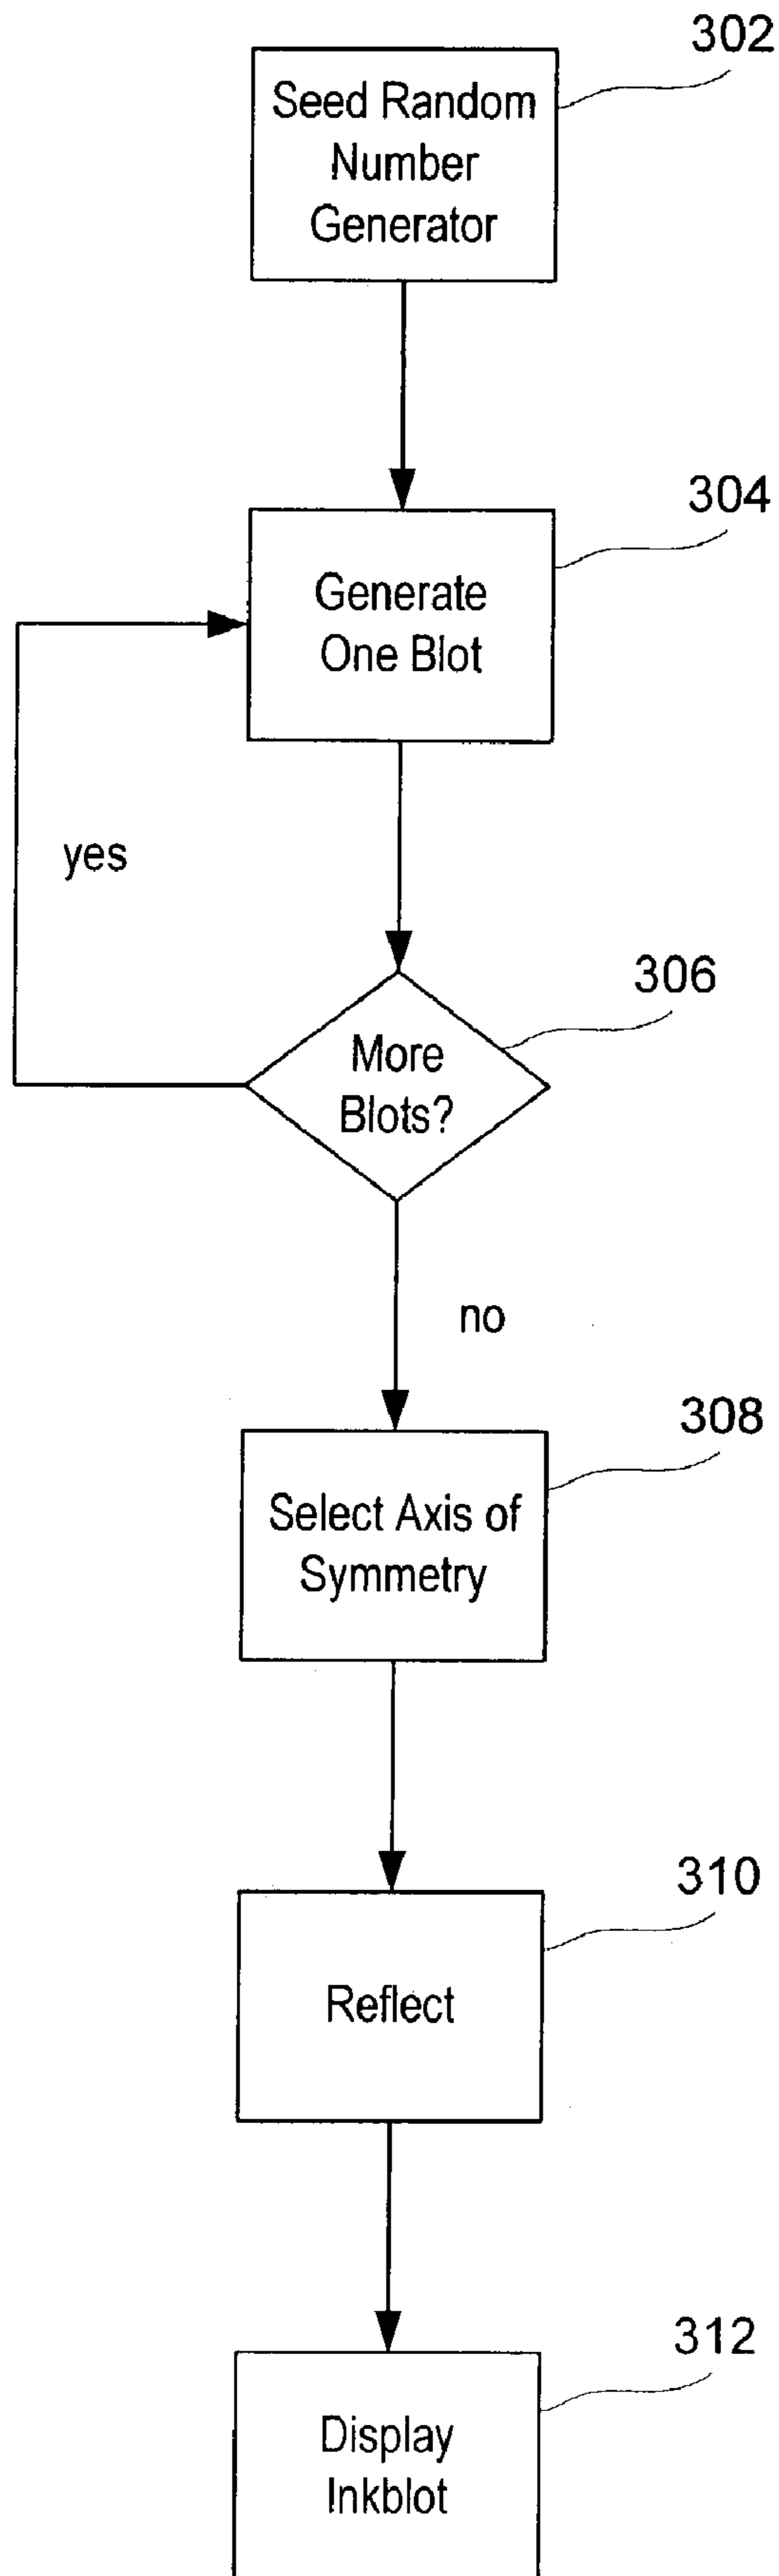 302
Seed Random
Number
Generator
304
Generate
One Blot
yes
306
More
Blots?
no
308
Select Axis of
Symmetry
310
Reflect
312
Display
Inkblot